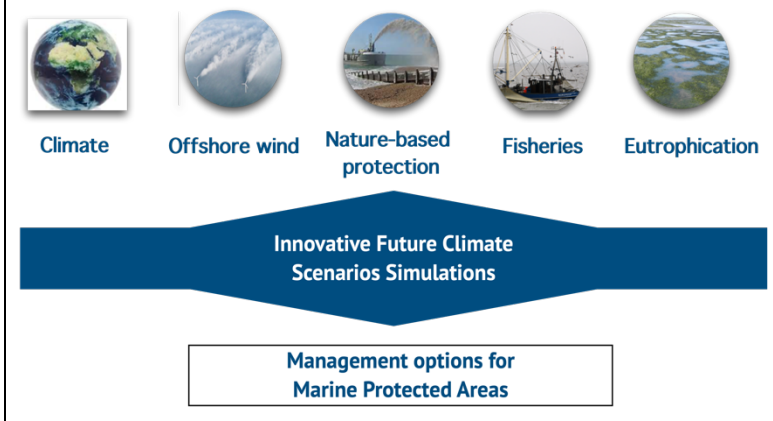 Climate
Offshore wind
Nature-based
protection
Fisheries
Eutrophication
Innovative Future Climate
Scenarios Simulations
Management options for
Marine Protected Areas